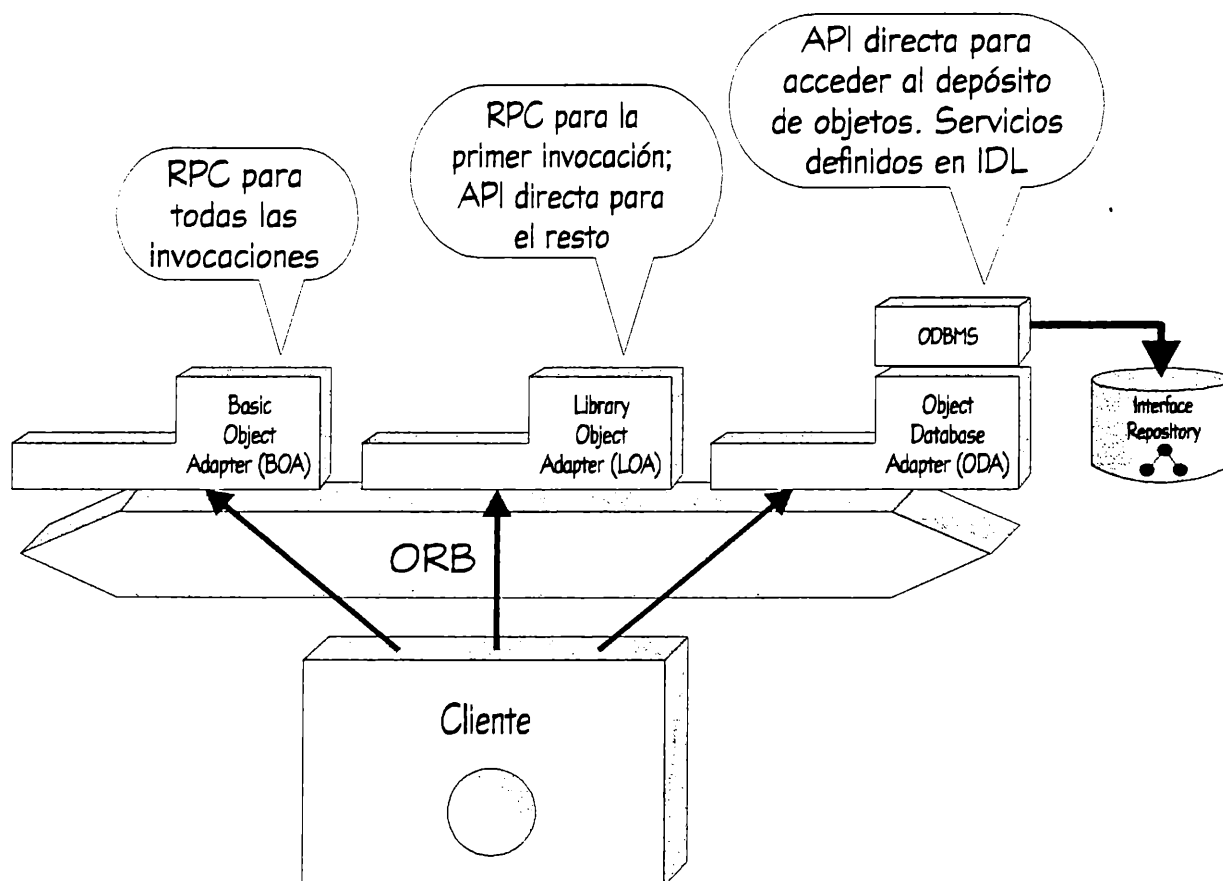 API directa para
acceder al depósito
de objetos. Servicios
definidos en IDL
RPC para la
primer invocación;
API directa para
el resto
RPC para
todas las
invocaciones
ODBMS
Basic
Object
Adapter (BOA)
Library
Object
Adapter (LOA)
Object
Database
Adapter (ODA)
Interface
Repository
ORB
Cliente